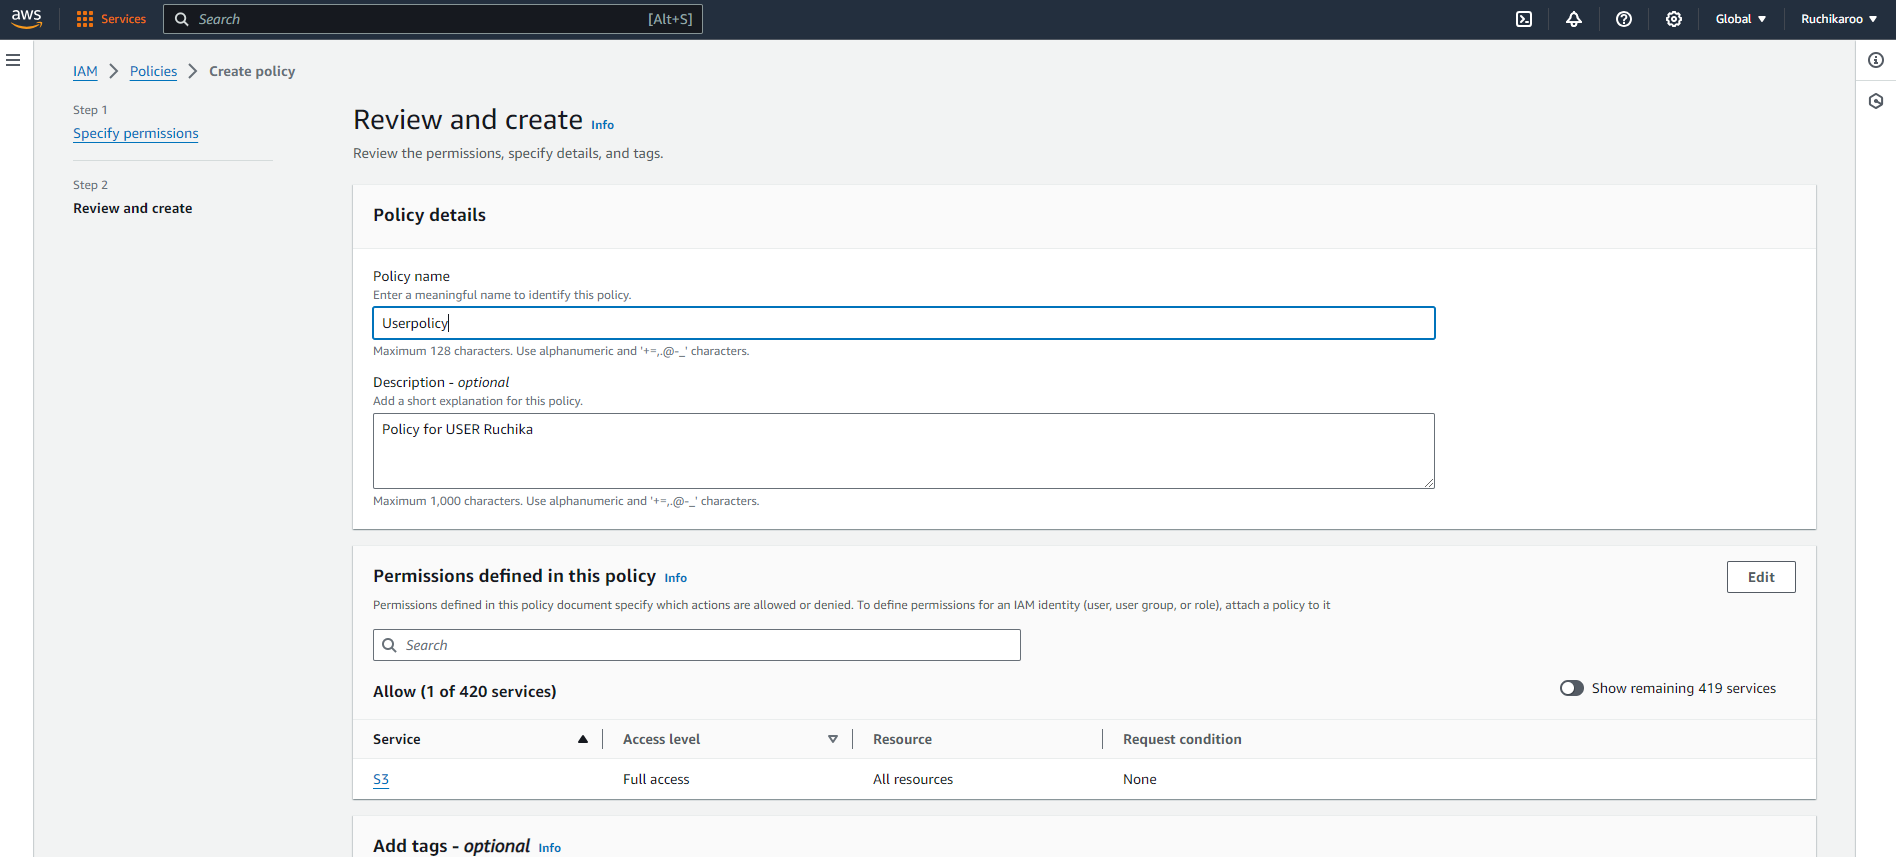 aws Services Search [Alt+S] Global Ruchikaroo
IAM Policies Create policy
Step 1
Specify permissions
Step 2
Review and create
Review and create Info
Review the permissions, specify details, and tags.
Policy details
Policy name
Enter a meaningful name to identify this policy.
Userpolicy
Maximum 128 characters. Use alphanumeric and '+=,.@-_' characters.
Description - optional
Add a short explanation for this policy.
Policy for USER Ruchika
Maximum 1,000 characters. Use alphanumeric and '+=,.@-_' characters.
Permissions defined in this policy Info
Edit
Permissions defined in this policy document specify which actions are allowed or denied. To define permissions for an IAM identity (user, user group, or role), attach a policy to it
Search
Allow (1 of 420 services)
Show remaining 419 services
Service Access level Resource Request condition
S3 Full access All resources None
Add tags - optional Info